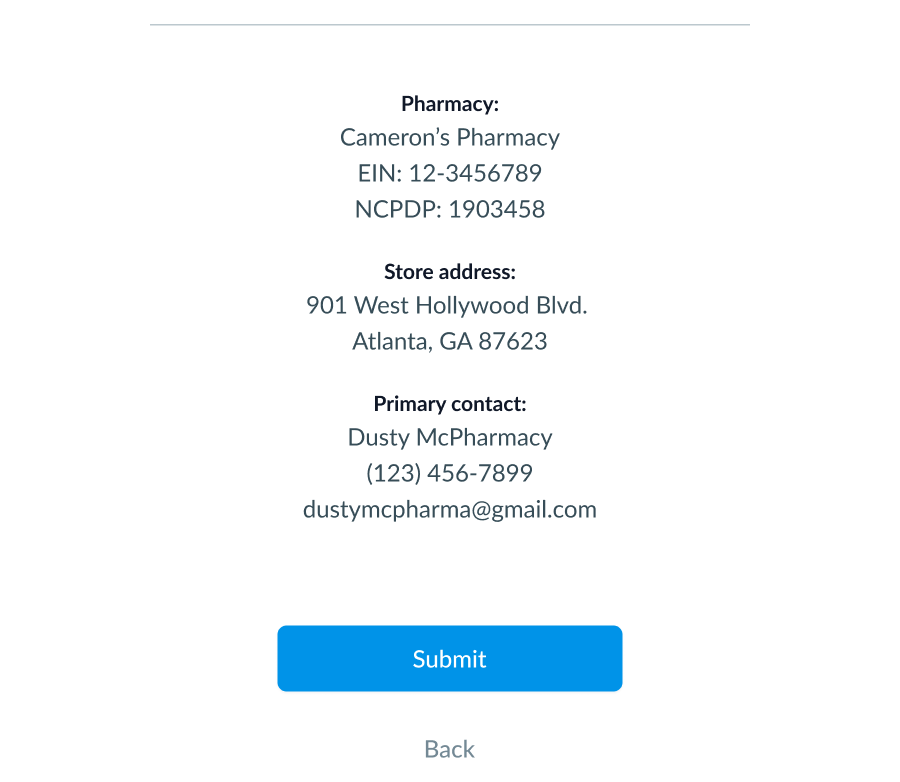 Pharmacy:
Cameron’s Pharmacy
EIN: 12-3456789
NCPDP: 1903458
Store address:
901 West Hollywood Blvd.
Atlanta, GA 87623
Primary contact:
Dusty McPharmacy
(123) 456-7899
dustymcpharma@gmail.com
Submit
Back